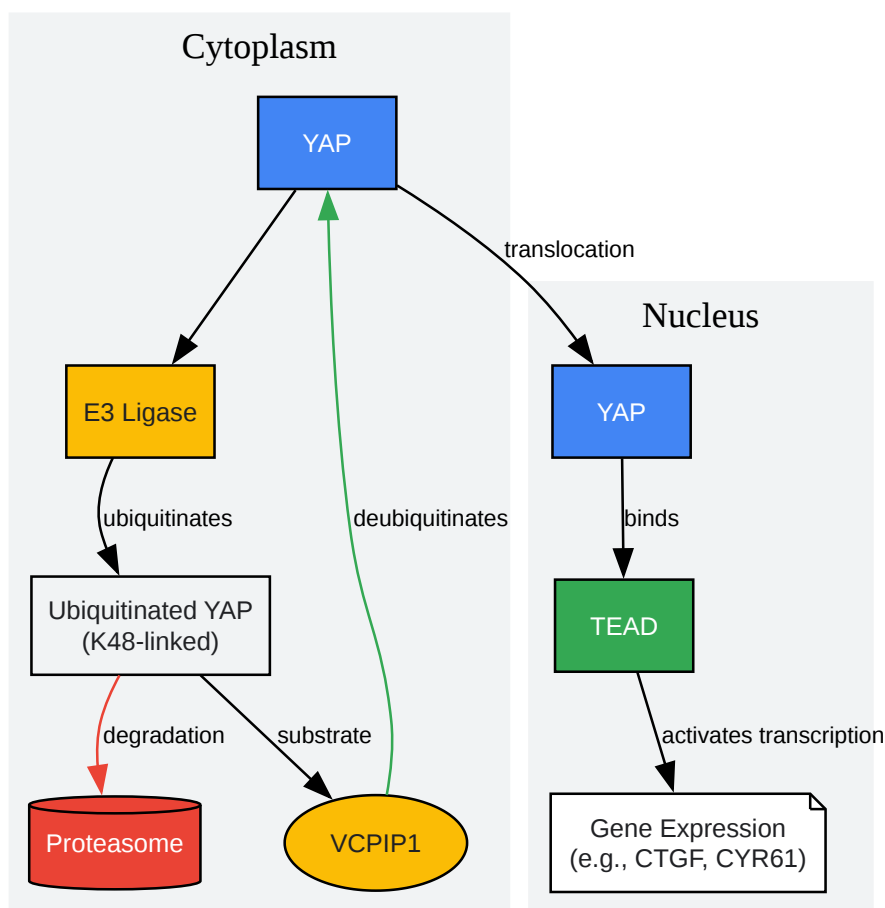 Cytoplasm
YAP
translocation
Nucleus
E3 Ligase
YAP
ubiquitinates
deubiquitinates
binds
Ubiquitinated YAP
(K48-linked)
TEAD
degradation
substrate
activates transcription
Proteasome
VCPIP1
Gene Expression
(e.g., CTGF, CYR61)